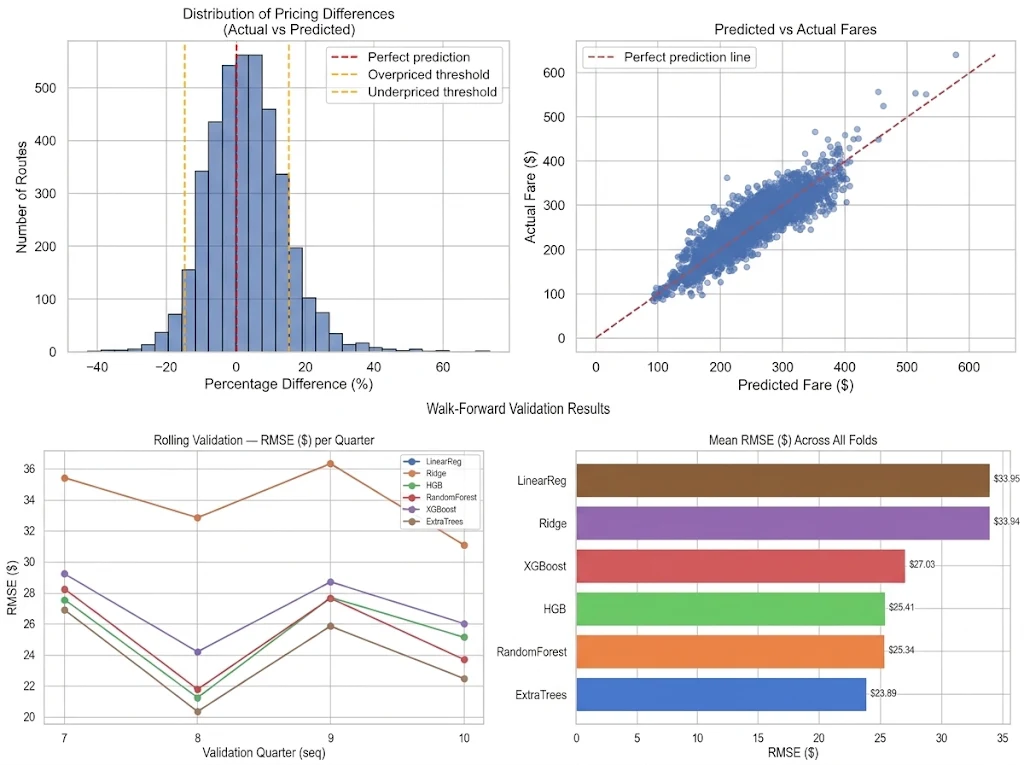 Distribution of Pricing Differences
(Actual vs Predicted)
Perfect prediction
Overpriced threshold
Underpriced threshold
Number of Routes
500
400
300
200
100
0
−40
−20
0
20
40
60
Percentage Difference (%)
Predicted vs Actual Fares
Perfect prediction line
Actual Fare ($)
600
500
400
300
200
100
0
0
100
200
300
400
500
600
Predicted Fare ($)
Walk-Forward Validation Results
Rolling Validation — RMSE ($) per Quarter
LinearReg
Ridge
HGB
RandomForest
XGBoost
ExtraTrees
RMSE ($)
36
34
32
30
28
26
24
22
20
7
8
9
10
Validation Quarter (seq)
Mean RMSE ($) Across All Folds
LinearReg
$33.95
Ridge
$33.94
XGBoost
$27.03
HGB
$25.41
RandomForest
$25.34
ExtraTrees
$23.89
0
5
10
15
20
25
30
35
RMSE ($)